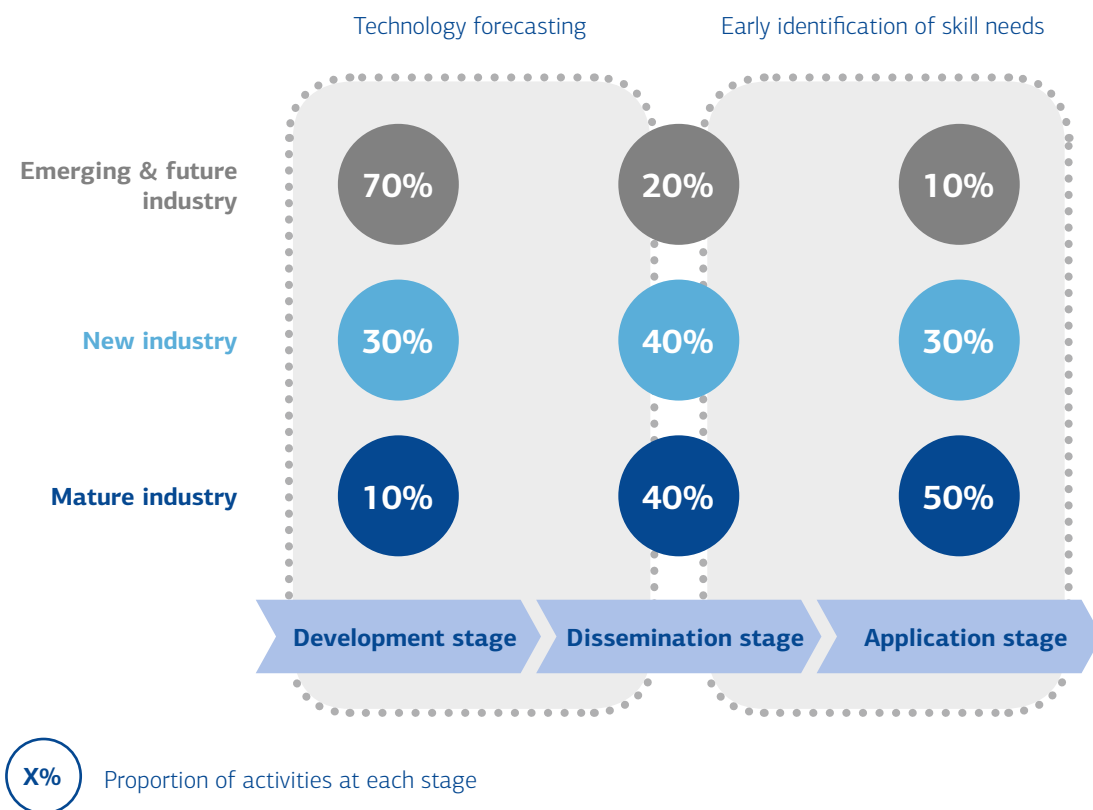 Technology forecasting
Early identification of skill needs
Emerging & future
industry
70%
20%
10%
New industry
30%
40%
30%
Mature industry
10%
40%
50%
Development stage
Dissemination stage
Application stage
X%
Proportion of activities at each stage